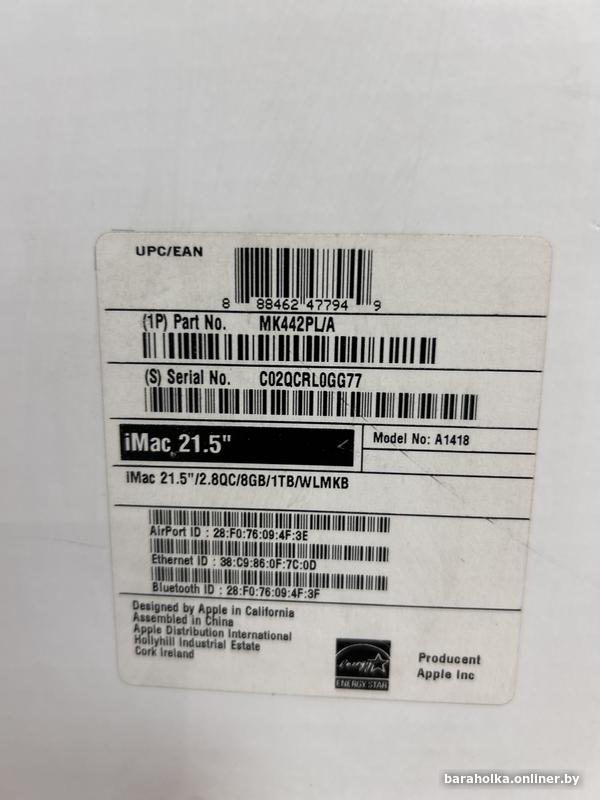 UPC/EAN
8 88462 47794 9
(1P) Part No. MK442PL/A
(S) Serial No. C02QCRL0GG77
iMac 21.5"
Model No: A1418
iMac 21.5"/2.8QC/8GB/1TB/WLMKB
AirPort ID : 28:F0:76:09:4F:3E
Ethernet ID : 38:C9:86:0F:7C:0D
Bluetooth ID : 28:F0:76:09:4F:3F
Designed by Apple in California
Assembled in China
Apple Distribution International
Hollyhill Industrial Estate
Cork Ireland
energy
ENERGY STAR
Producent
Apple Inc
baraholka.onliner.by